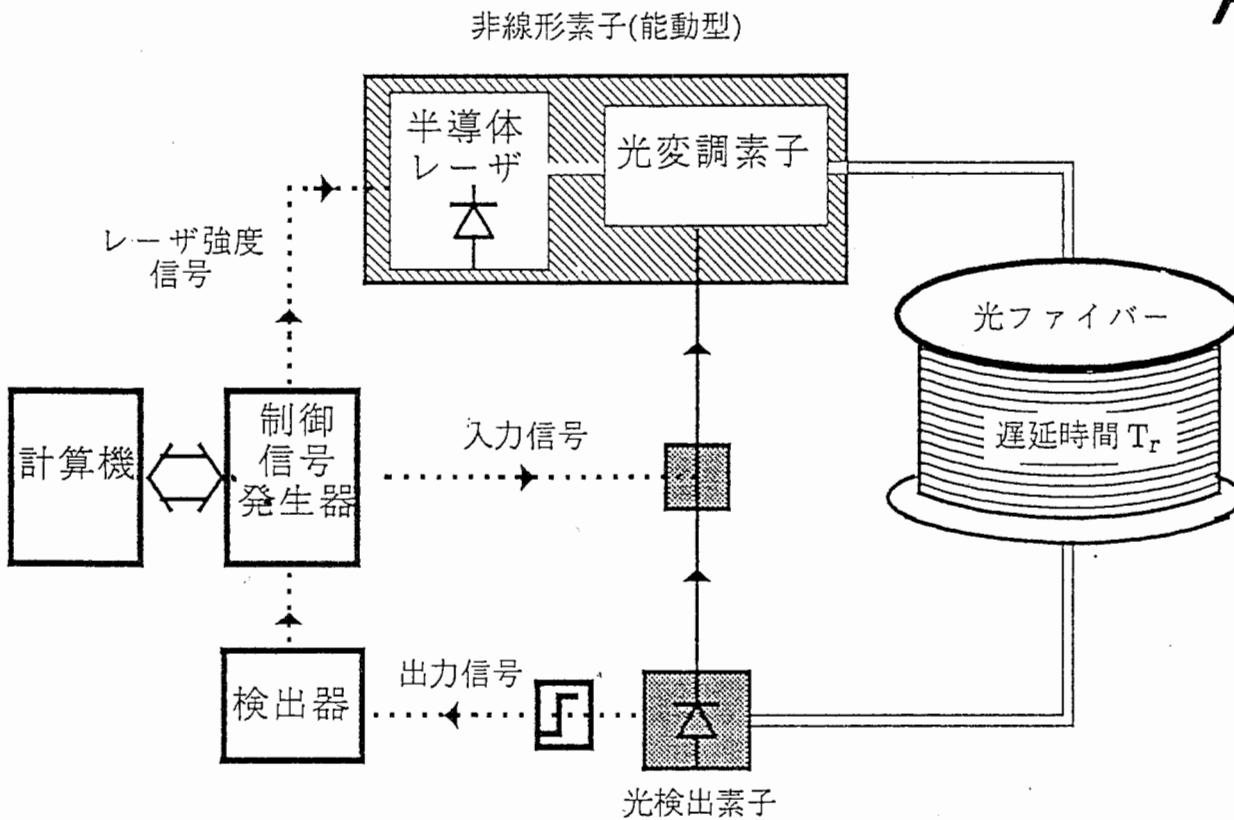 非線形素子(能動型)
半導体
レーザ
光変調素子
レーザ強度
信号
光ファイバー
計算機
制御
信号
発生器
入力信号
遅延時間 Tr
検出器
出力信号
光検出素子